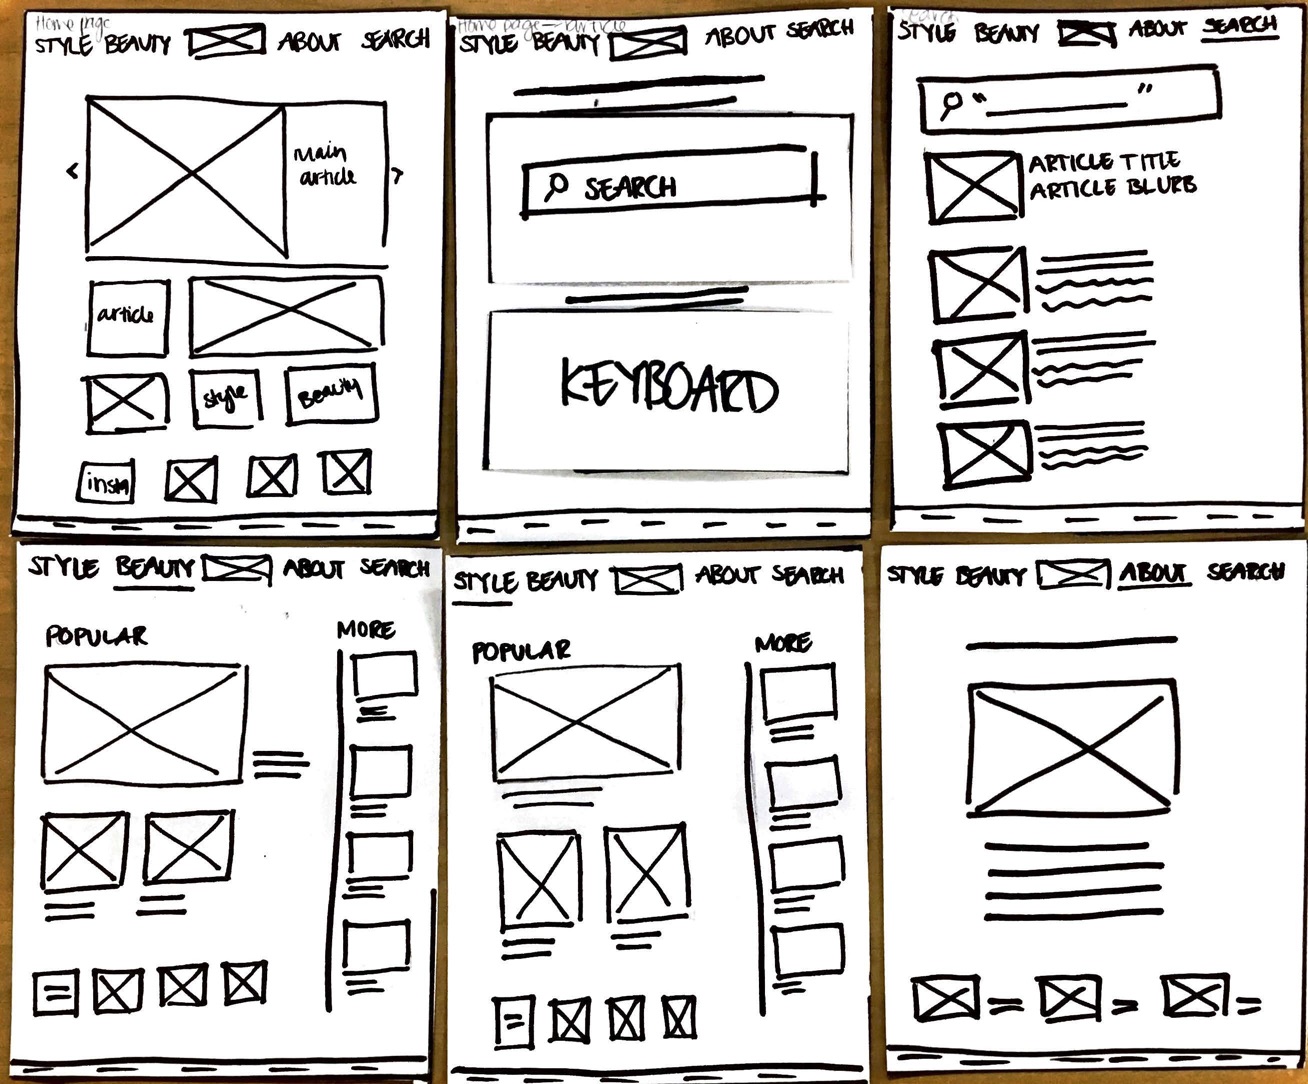 Home page
STYLE BEAUTY ABOUT SEARCH
Main
article
article
style
Beauty
insta
Home page article
STYLE BEAUTY ABOUT SEARCH
SEARCH
KEYBOARD
Search
STYLE BEAUTY ABOUT SEARCH
“ ”
ARTICLE TITLE
ARTICLE BLURB
STYLE BEAUTY ABOUT SEARCH
POPULAR
MORE
STYLE BEAUTY ABOUT SEARCH
POPULAR
MORE
STYLE BEAUTY ABOUT SEARCH